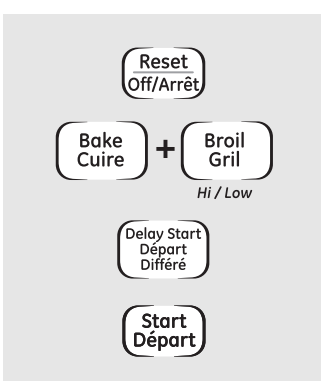 Reset
Off/Arrêt
Bake + Broil
Cuire Gril
Hi / Low
Delay Start
Départ
Différé
Start
Départ